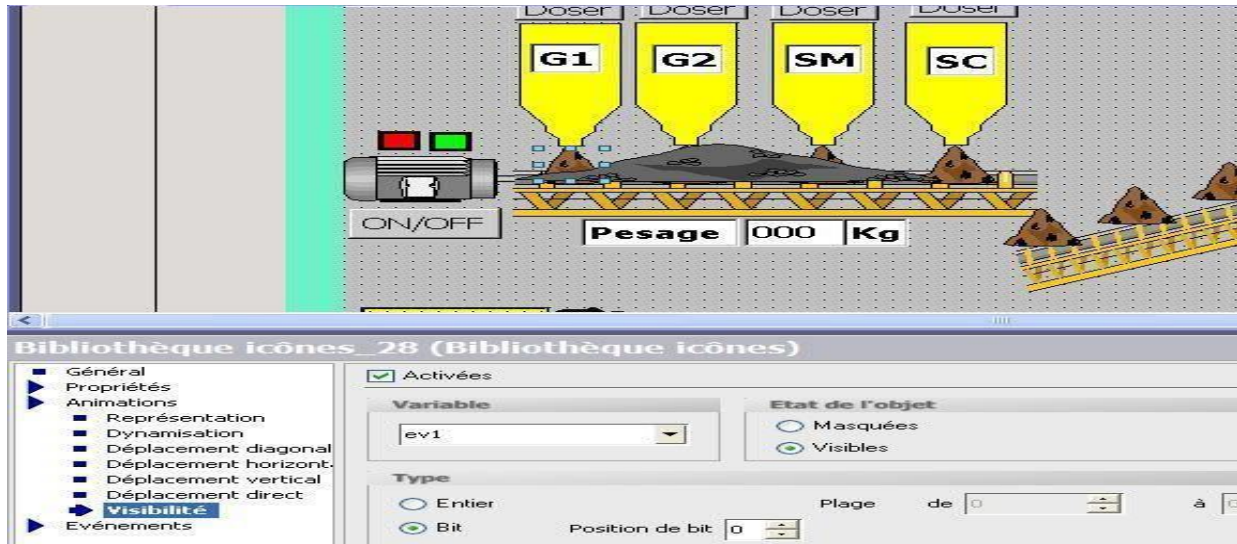 Doser Doser Doser Doser
G1 G2 SM SC
ON/OFF
Pesage 000 Kg
Bibliothèque icônes_28 (Bibliothèque icônes)
Général
Propriétés
Animations
Représentation
Dynamisation
Déplacement diagonal
Déplacement horizont
Déplacement vertical
Déplacement direct
Visibilité
Evénements
Activées
Variable
ev1
Etat de l'objet
Masquées
Visibles
Type
Entier
Plage de 0 à 0
Bit
Position de bit 0